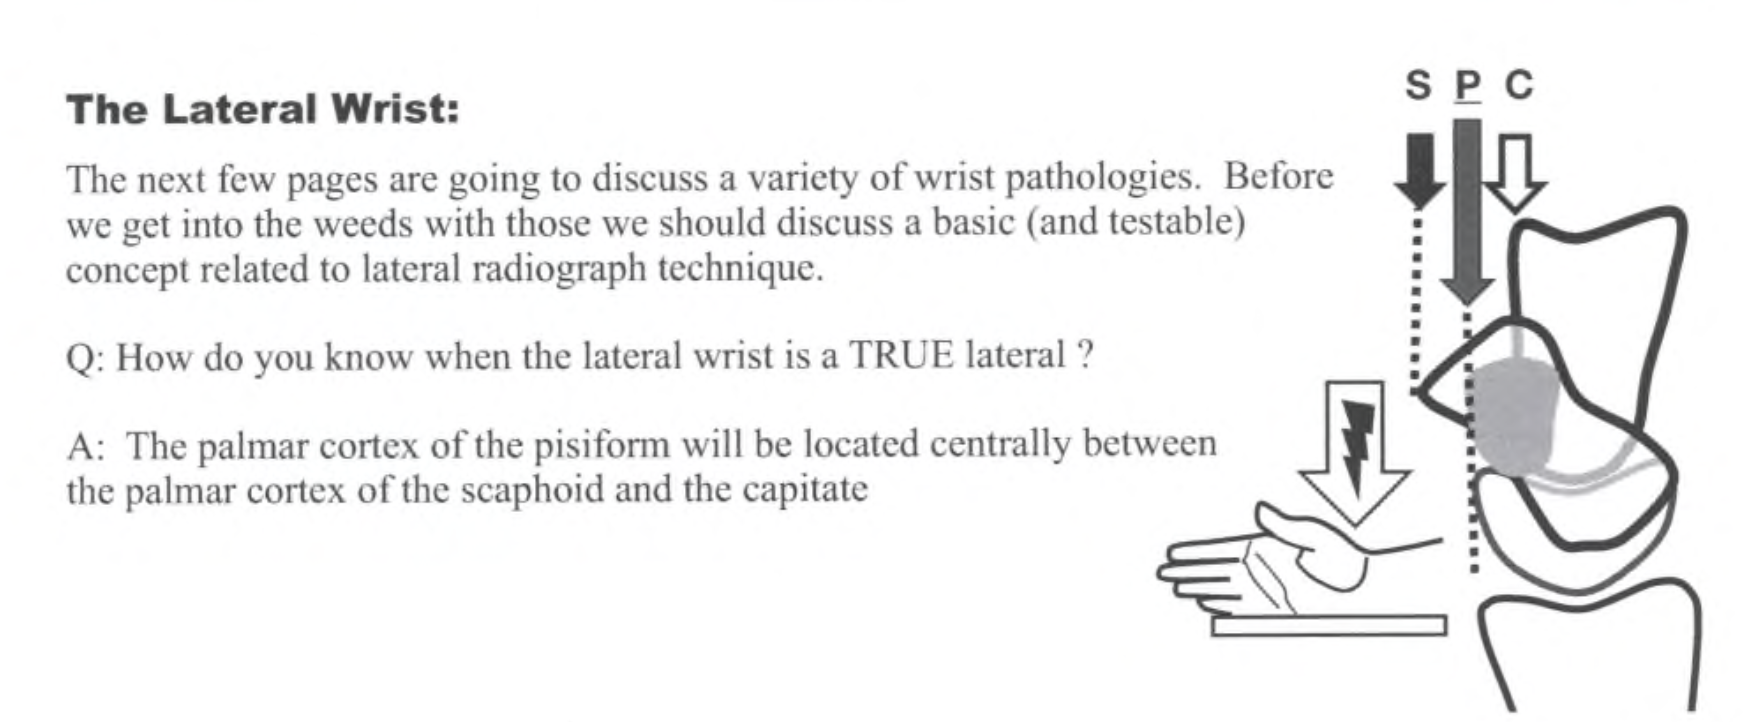 The Lateral Wrist:
The next few pages are going to discuss a variety of wrist pathologies. Before
we get into the weeds with those we should discuss a basic (and testable)
concept related to lateral radiograph technique.
Q: How do you know when the lateral wrist is a TRUE lateral ?
A: The palmar cortex of the pisiform will be located centrally between
the palmar cortex of the scaphoid and the capitate
S P C